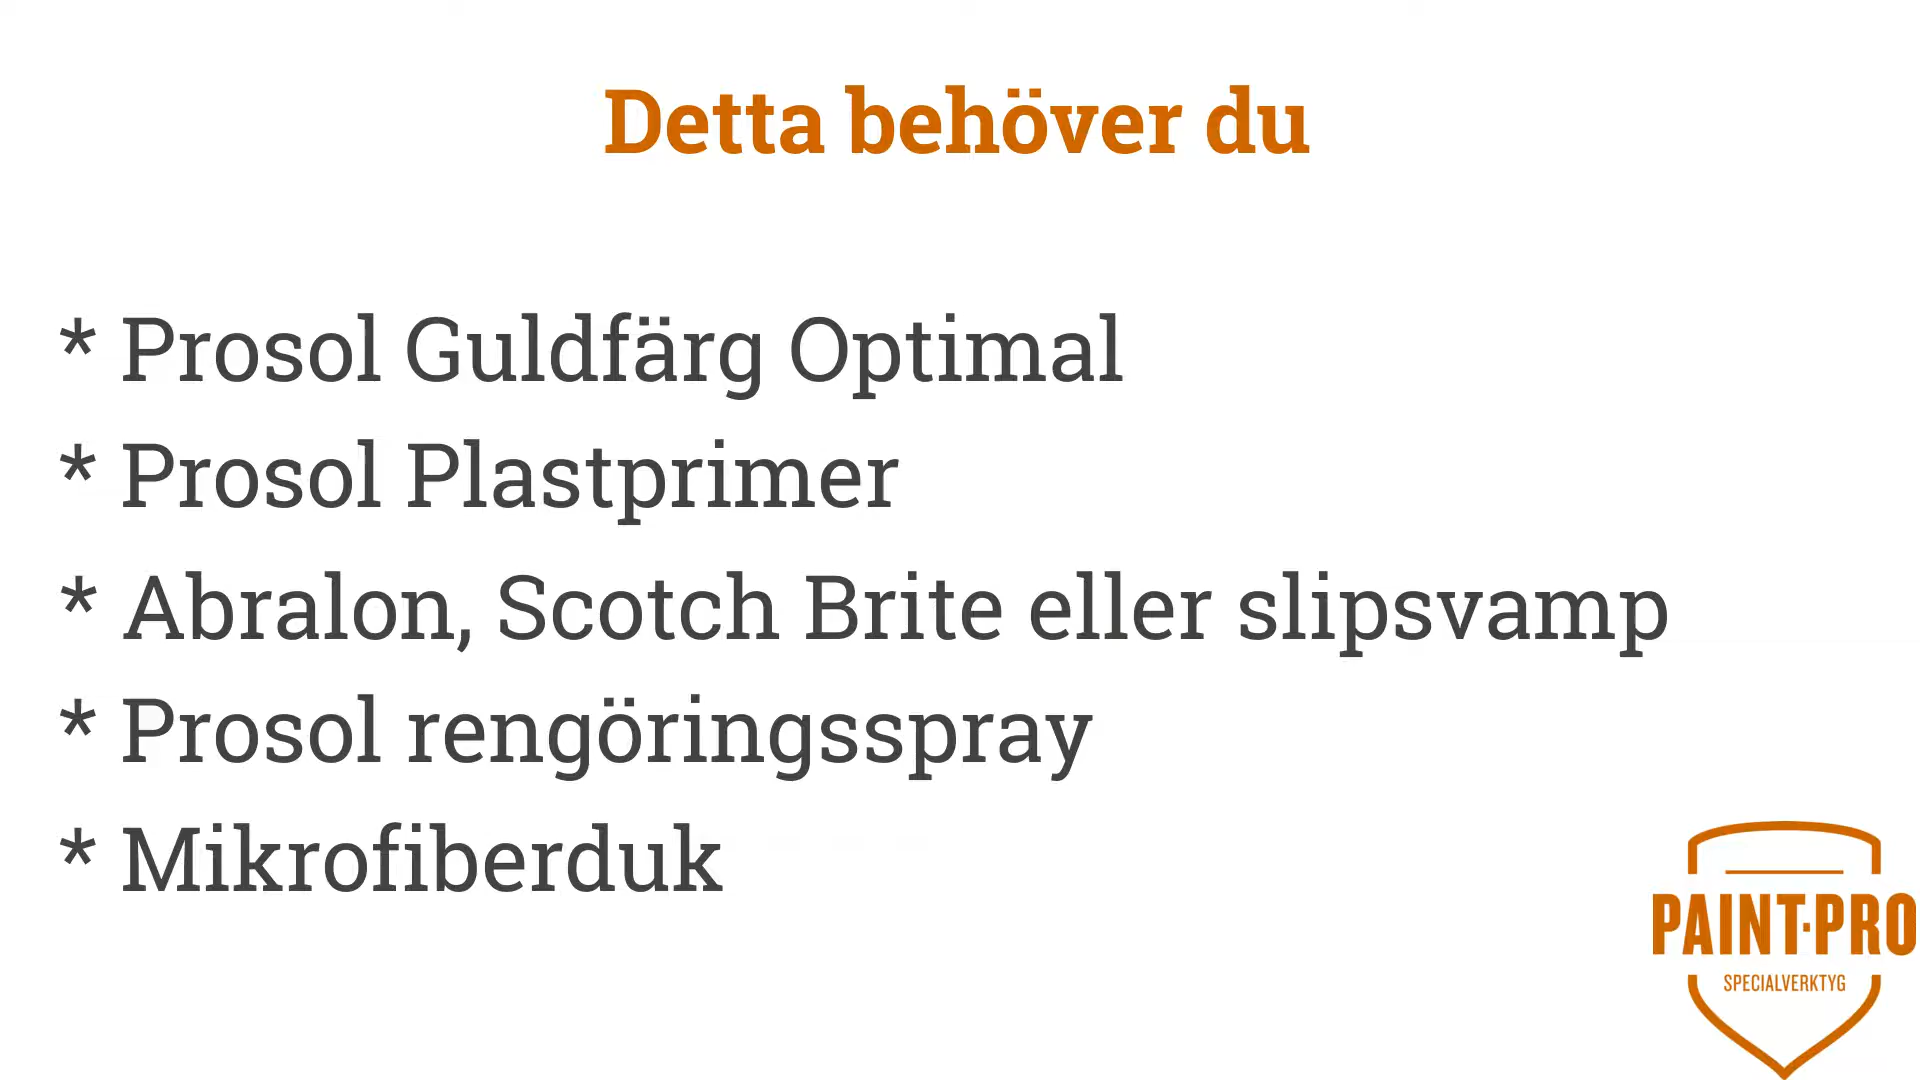 Detta behöver du
* Prosol Guldfärg Optimal
* Prosol Plastprimer
* Abralon, Scotch Brite eller slipsvamp
* Prosol rengöringsspray
* Mikrofiberduk
PAINT·PRO
SPECIALVERKTYG